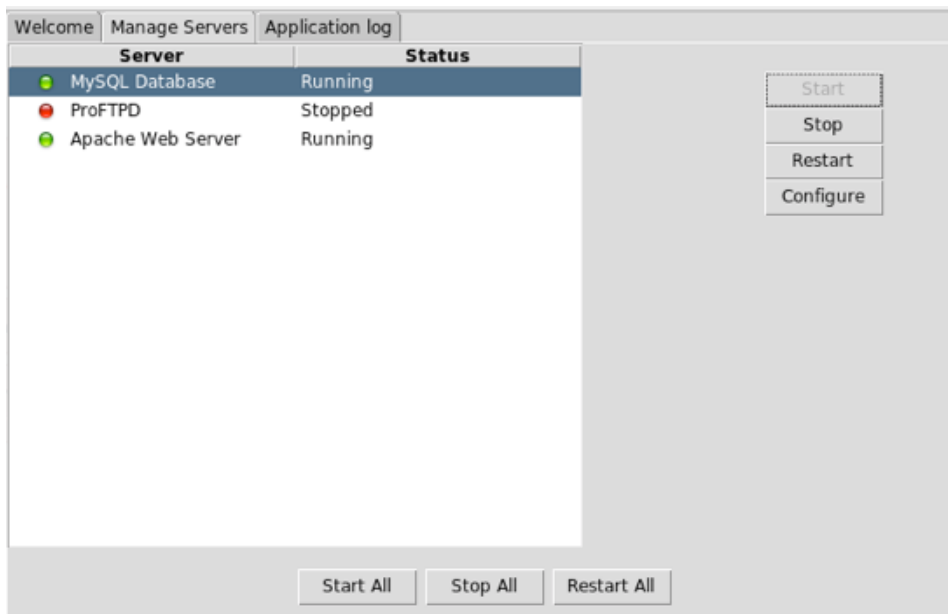 Welcome Manage Servers Application log
Server Status
MySQL Database Running
ProFTPD Stopped
Apache Web Server Running
Start
Stop
Restart
Configure
Start All Stop All Restart All